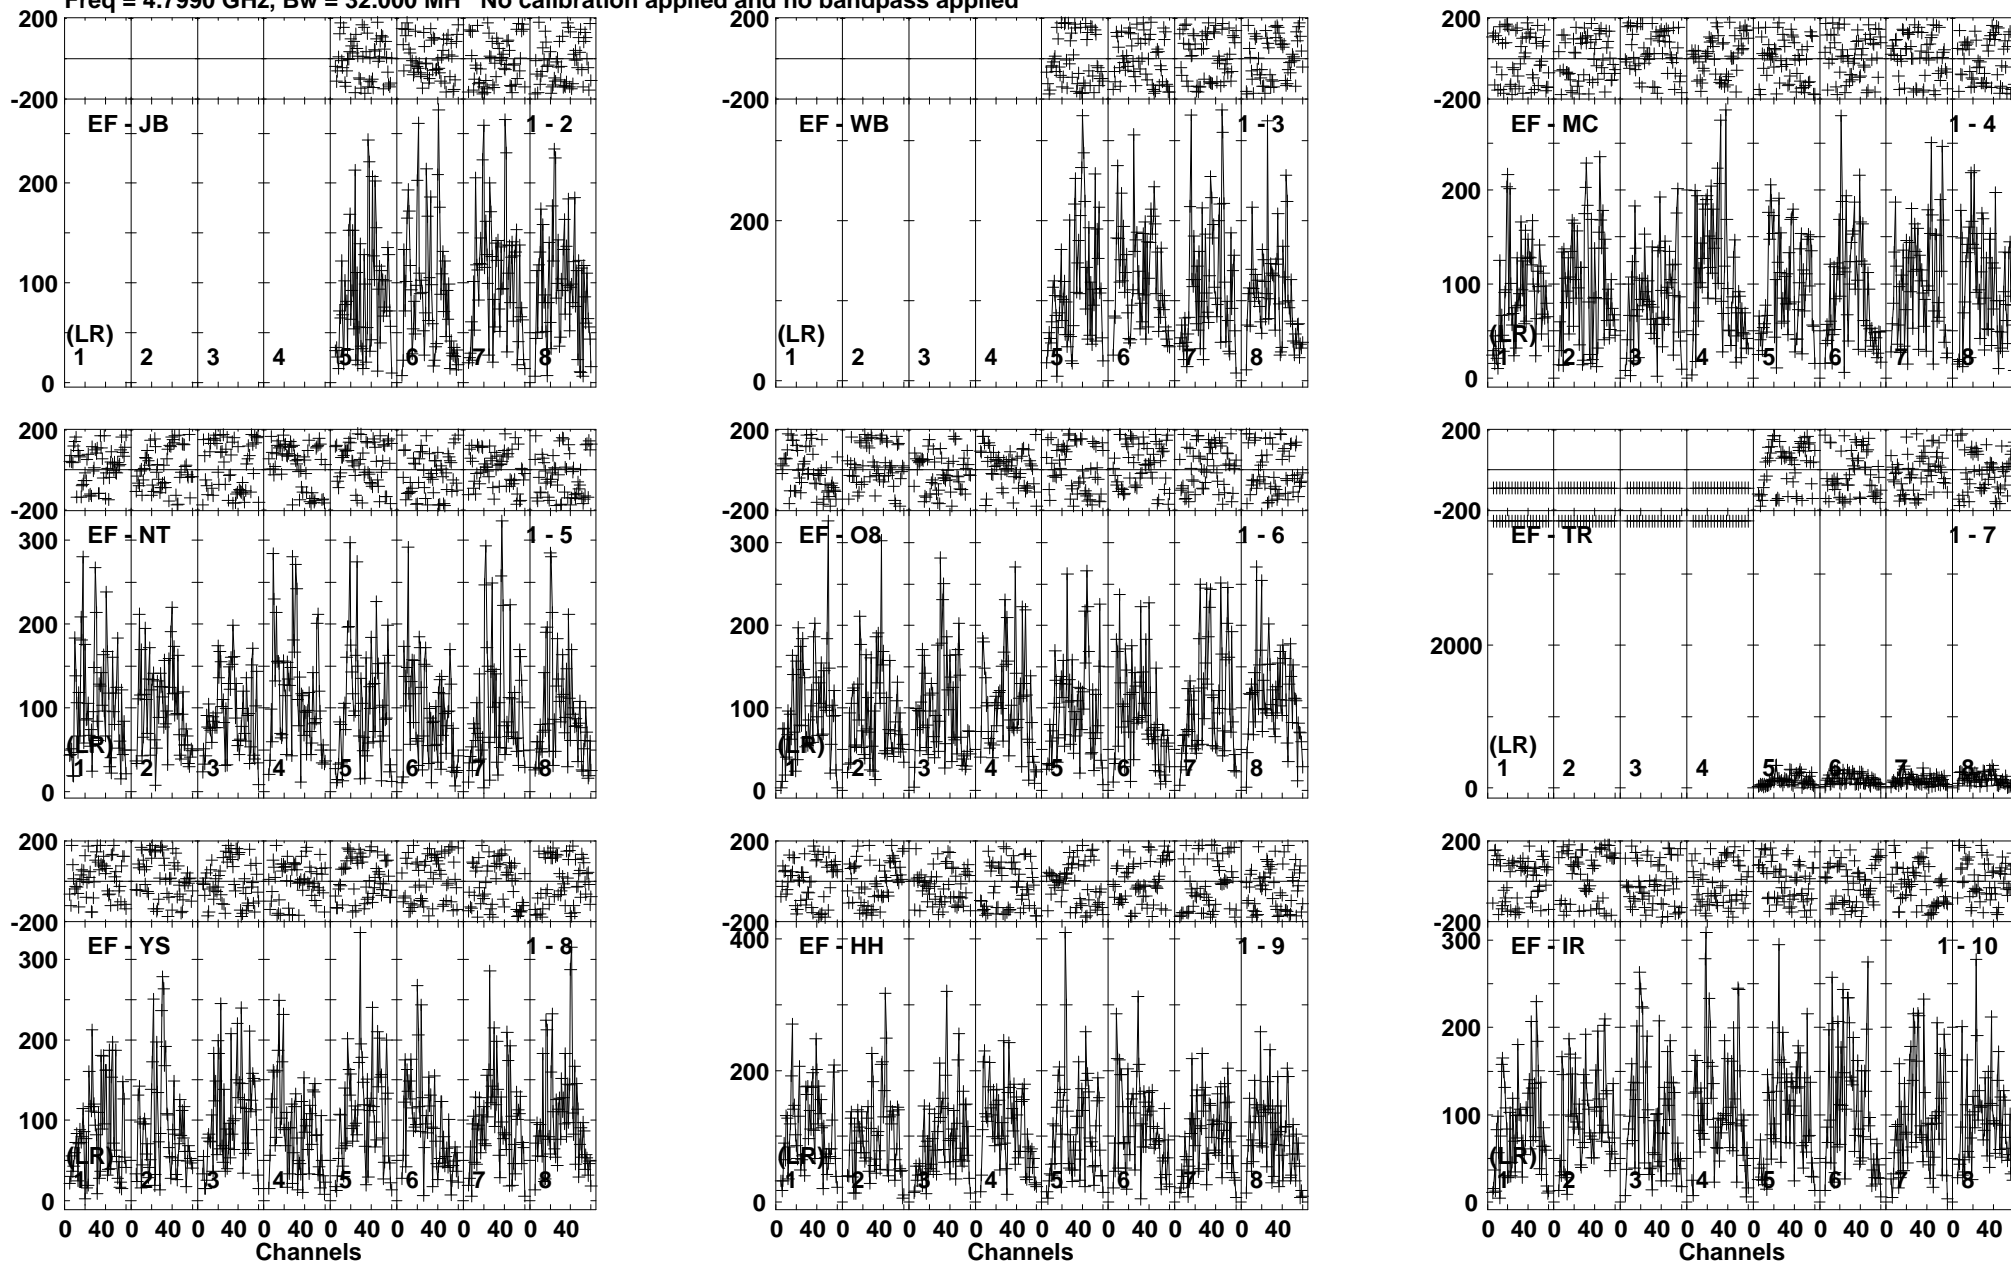 Freq = 4.7990 GHz, Bw = 32.000 MH No calibration applied and no bandpass applied
200 200 200
-200 -200 -200
EF - JB 1 - 2 EF - WB 1 - 3 EF - MC 1 - 4
200 200 200
100 100
(LR) (LR) (LR)
1 2 3 4 5 6 7 8 1 2 3 4 5 6 7 8 1 2 3 4 5 6 7 8
0 0 0
200 200 200
-200 -200 -200
EF - NT 1 - 5 EF - O8 1 - 6 EF - TR 1 - 7
300 300
200 200 2000
100 100
(LR) (LR) (LR)
1 2 3 4 5 6 7 8 1 2 3 4 5 6 7 8 1 2 3 4 5 6 7 8
0 0 0
200 200 200
-200 -200 -200
EF - YS 1 - 8 EF - HH 1 - 9 EF - IR 1 - 10
300 400 300
200 200 200
100 100
(LR) (LR) (LR)
1 2 3 4 5 6 7 8 1 2 3 4 5 6 7 8 1 2 3 4 5 6 7 8
0 0 0
0 40 0 40 0 40 0 40 0 40 0 40 0 40 0 40 0 40 0 40 0 40 0 40 0 40 0 40 0 40 0 40 0 40 0 40 0 40 0 40 0 40 0 40 0 40 0 40
Channels Channels Channels